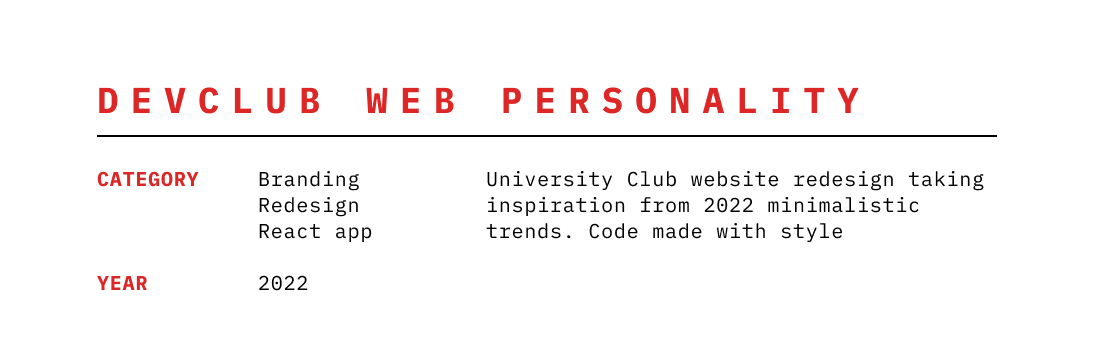 DEVCLUB WEB PERSONALITY
CATEGORY
Branding
Redesign
React app
University Club website redesign taking
inspiration from 2022 minimalistic
trends. Code made with style
YEAR
2022